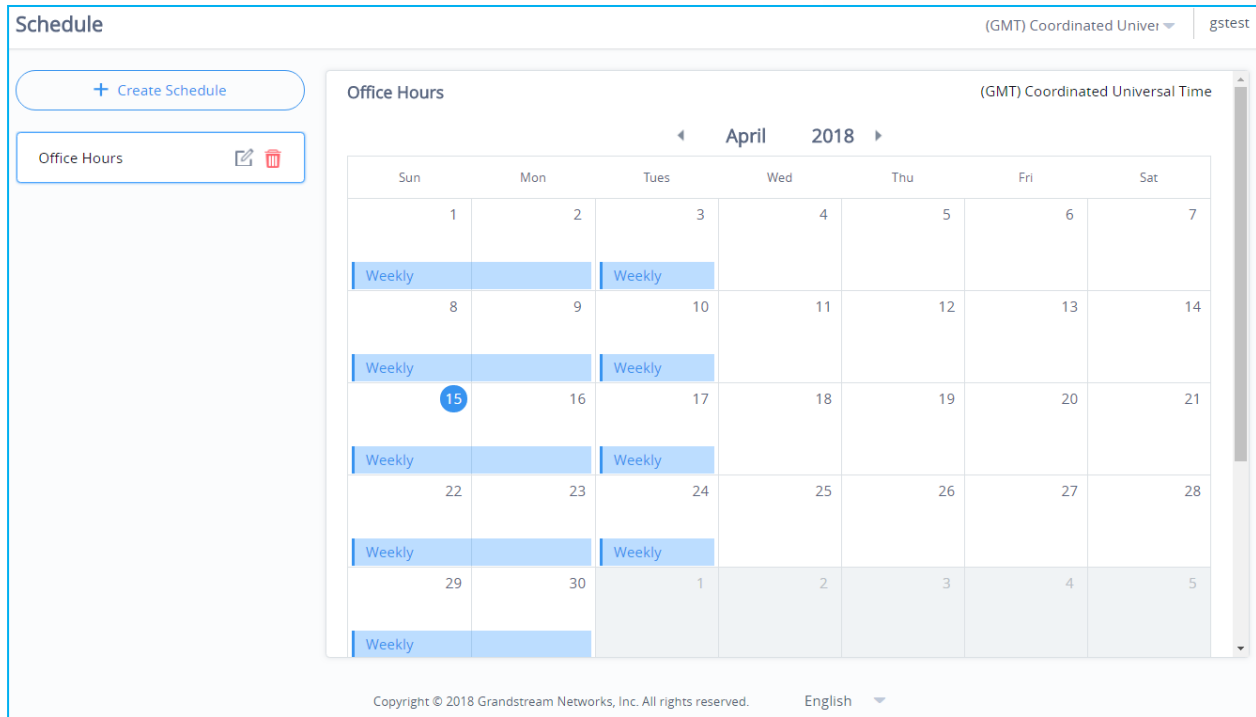 Schedule
(GMT) Coordinated Univer
gstest
+ Create Schedule
Office Hours
Office Hours
(GMT) Coordinated Universal Time
April 2018
Sun Mon Tues Wed Thu Fri Sat
1 2 3 4 5 6 7
Weekly Weekly
8 9 10 11 12 13 14
Weekly Weekly
15 16 17 18 19 20 21
Weekly Weekly
22 23 24 25 26 27 28
Weekly Weekly
29 30 1 2 3 4 5
Weekly
Copyright © 2018 Grandstream Networks, Inc. All rights reserved. English